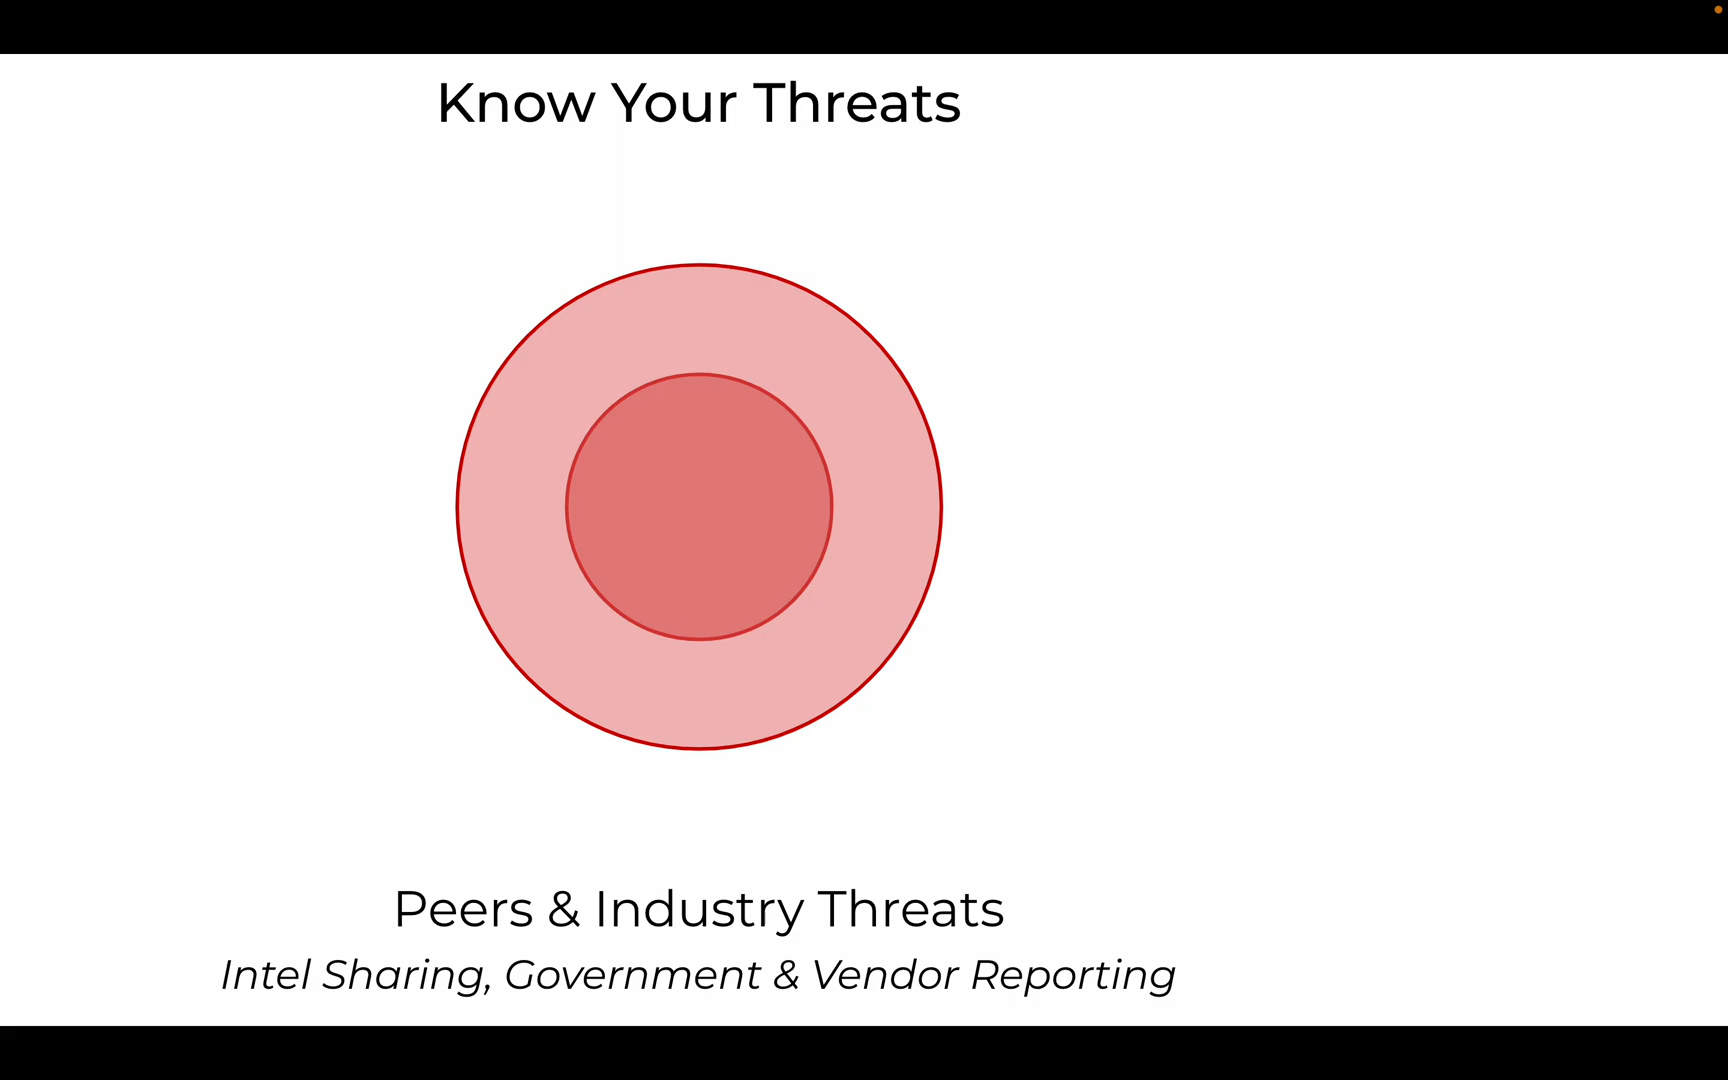 Know Your Threats
Peers & Industry Threats
Intel Sharing, Government & Vendor Reporting